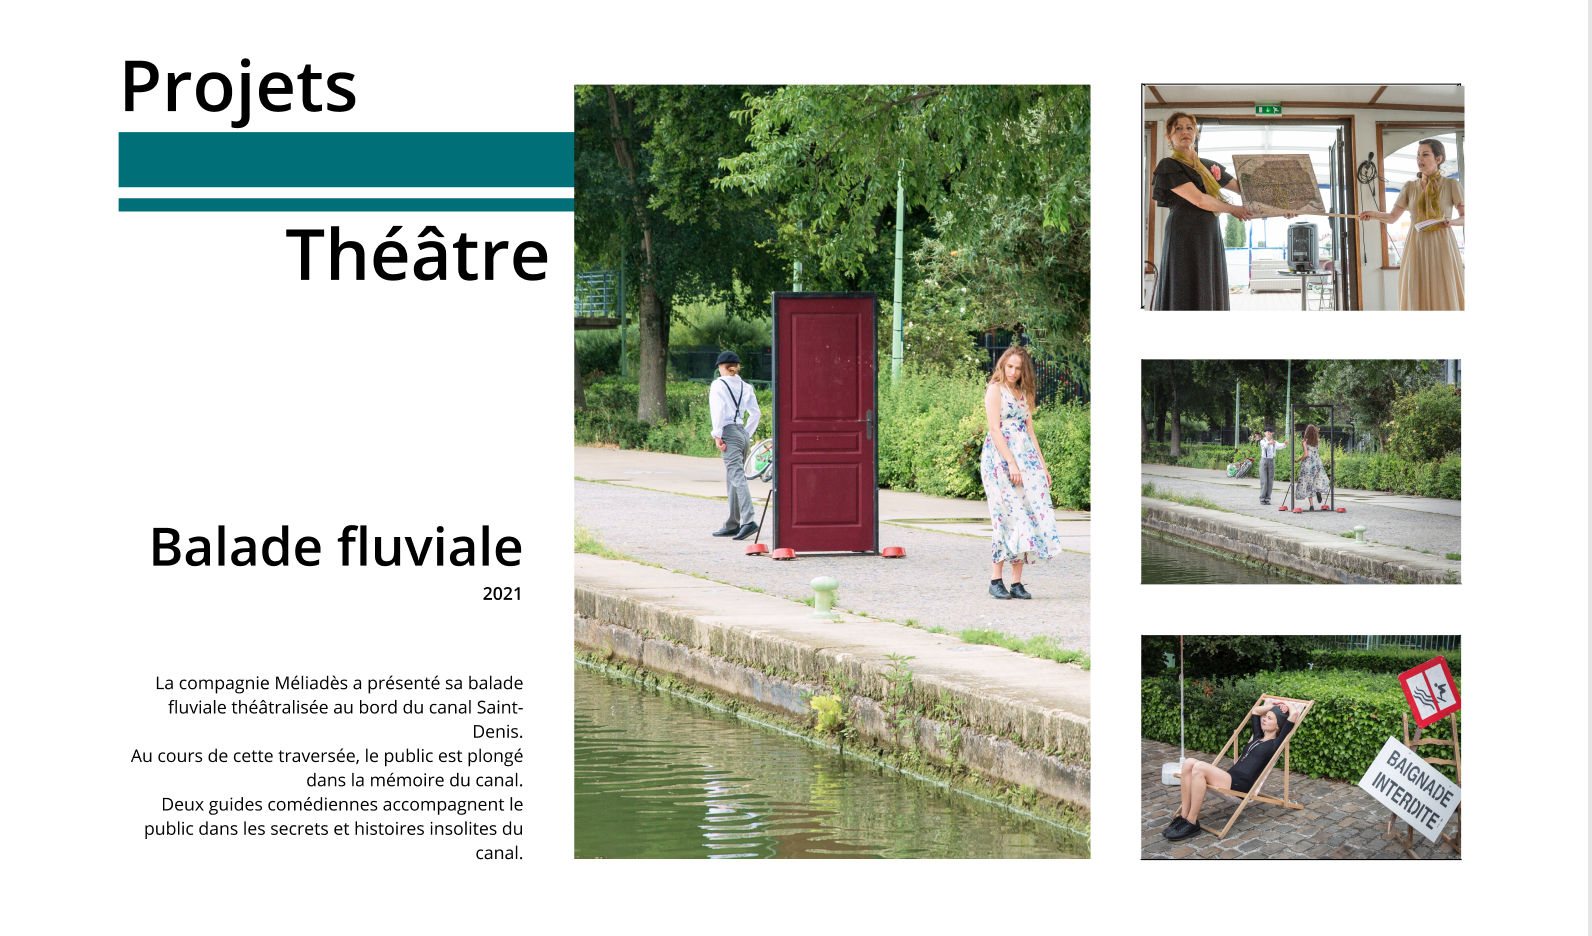 Projets
Théâtre
Balade fluviale
2021
La compagnie Méliadès a présenté sa balade
fluviale théâtralisée au bord du canal Saint-
Denis.
Au cours de cette traversée, le public est plongé
dans la mémoire du canal.
Deux guides comédiennes accompagnent le
public dans les secrets et histoires insolites du
canal.
BAIGNADE
INTERDITE